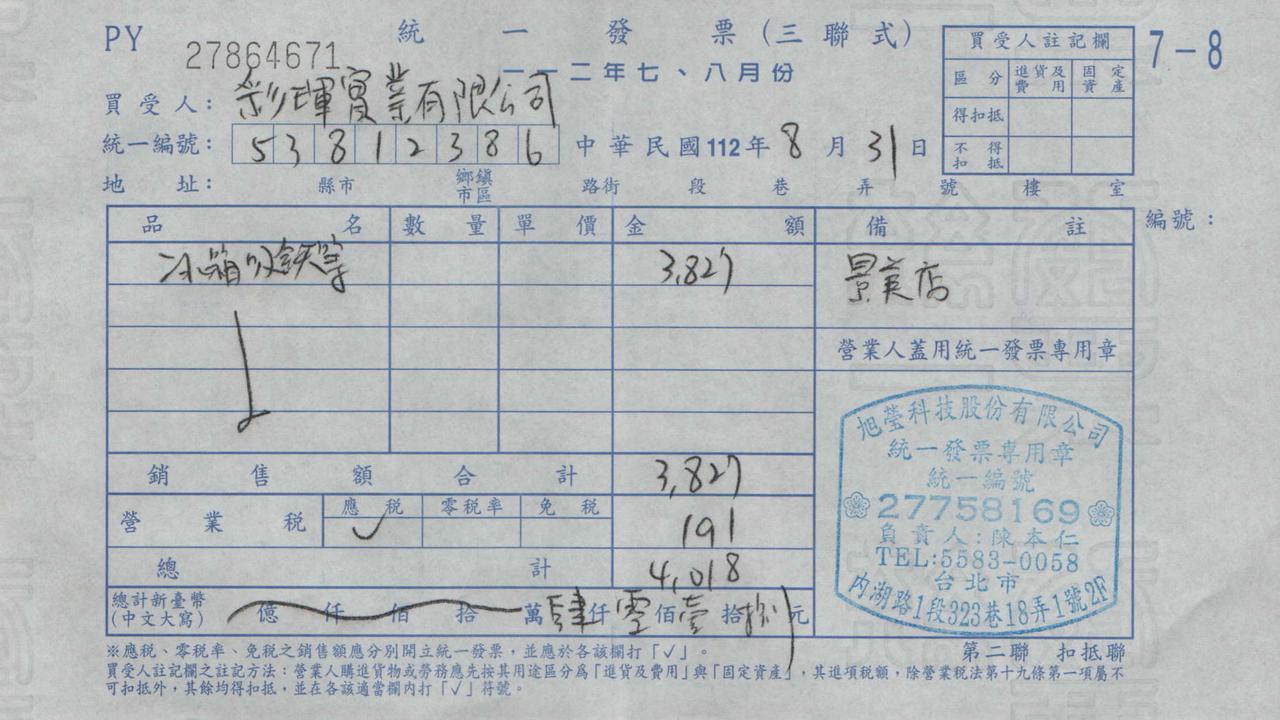 PY 27864671 統一發票(三聯式) 7-8
一一二年七、八月份
買受人註記欄
區分 進貨及費用 固定資產
得扣抵
不得扣抵
買受人: 彩暉實業有限公司
統一編號: 53812386 中華民國112年8月31日
地址: 縣市 鄉鎮市區 路街 段 巷 弄 號 樓 室
品名 數量 單價 金額 備註 編號:
冰箱吸鐵等 3,827 景美店
營業人蓋用統一發票專用章
旭瑩科技股份有限公司
統一發票專用章
統一編號
27758169
負責人:陳本仁
TEL:5583-0058
台北市
內湖路1段323巷18弄1號2F
銷售額合計 3,827
營業稅 應稅 ✓ 零稅率 免稅 191
總計 4,018
總計新臺幣(中文大寫) 億仟佰拾萬肆仟零佰壹拾捌元
※應稅、零稅率、免稅之銷售額應分別開立統一發票,並應於各該欄打「✓」。 第二聯 扣抵聯
買受人註記欄之註記方法:營業人購進貨物或勞務應先按其用途區分為「進貨及費用」與「固定資產」,其進項稅額,除營業稅法第十九條第一項屬不
可扣抵外,其餘均得扣抵,並在各該適當欄內打「✓」符號。